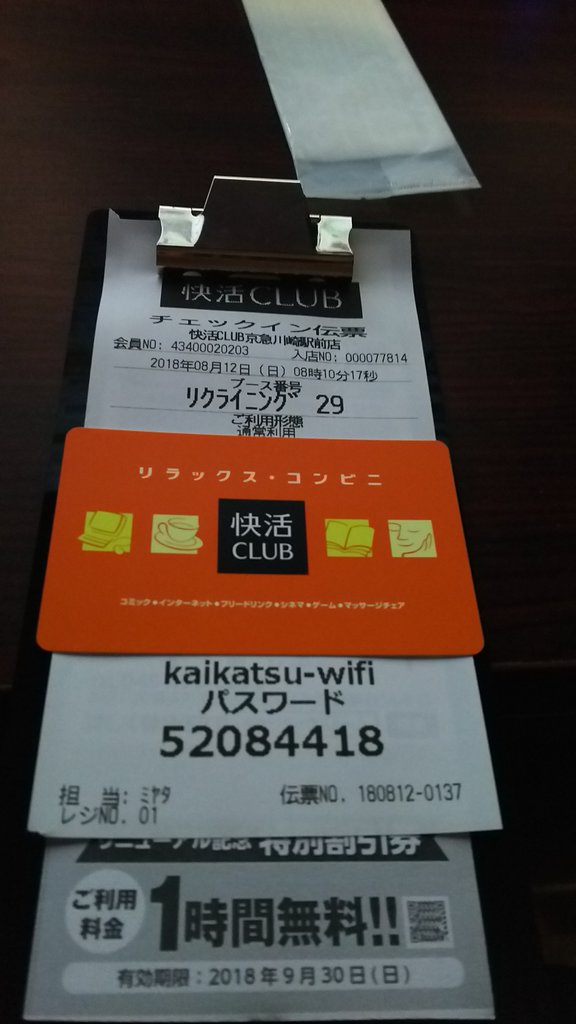 快活CLUB
チェックイン伝票
快活CLUB京急川崎駅前店
会員NO: 43400020203 入店NO: 000077814
2018年08月12日（日）08時10分17秒
ブース番号
リクライニング 29
ご利用形態
通常利用
リラックス・コンビニ
快活
CLUB
コミック●インターネット●フリードリンク●シネマ●ゲーム●マッサージチェア
kaikatsu-wifi
パスワード
52084418
担　当: ミヤタ 伝票NO. 180812-0137
レジNO. 01
リニューアル記念 特別割引券
ご利用
料金
1時間無料!!
有効期限：2018年9月30日(日)